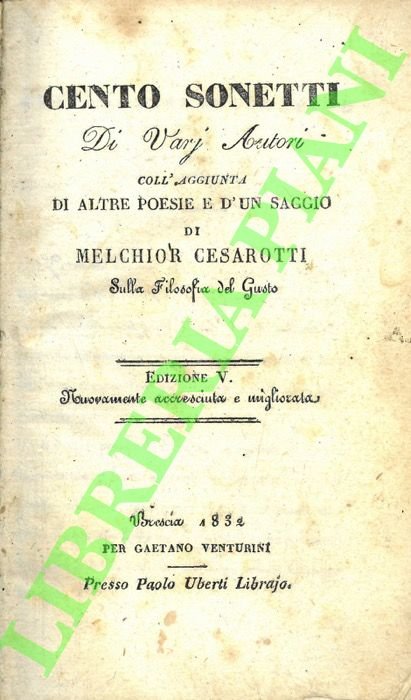 CENTO SONETTI
Di Varj Autori
COLL'AGGIUNTA
DI ALTRE POESIE E D'UN SAGGIO
DI
MELCHIOR CESAROTTI
Sulla Filosofia del Gusto
EDIZIONE V.
Nuovamente accresciuta e migliorata
Brescia 1832
PER GAETANO VENTURINI
Presso Paolo Uberti Librajo.
LIBRERIA PIANI